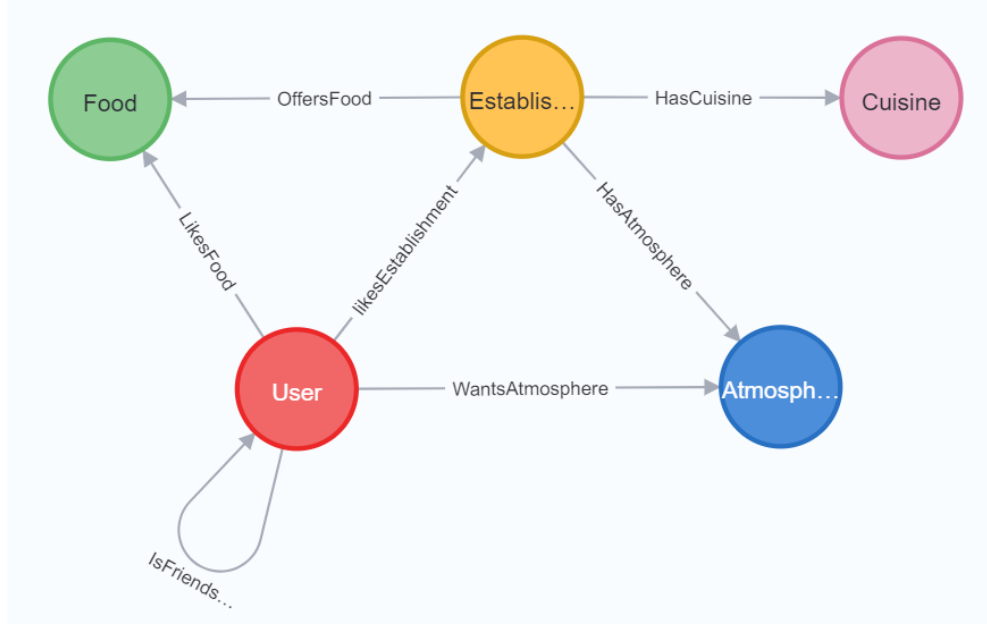 Food
OffersFood
Establis...
HasCuisine
Cuisine
LikesFood
likesEstablishment
HasAtmosphere
User
WantsAtmosphere
Atmosph...
IsFriends...